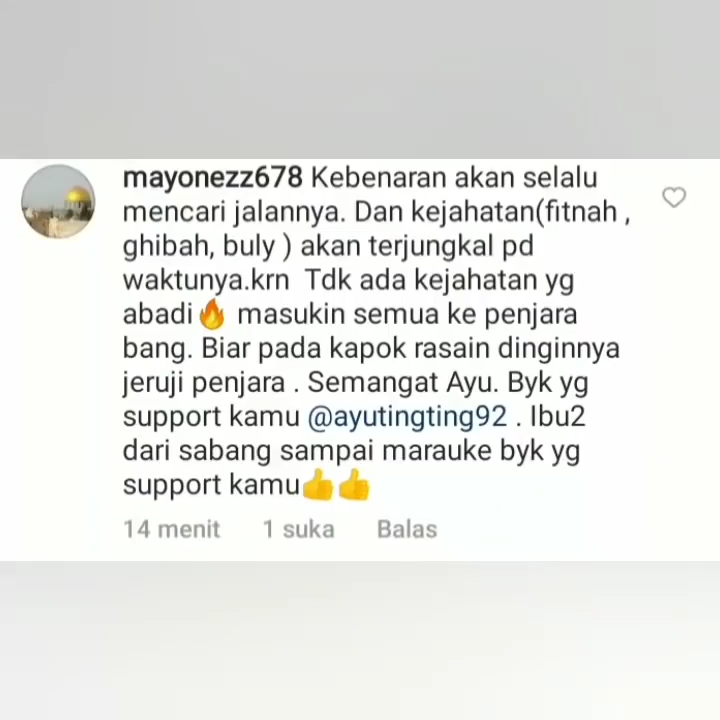 mayonezz678 Kebenaran akan selalu
mencari jalannya. Dan kejahatan(fitnah ,
ghibah, buly ) akan terjungkal pd
waktunya.krn  Tdk ada kejahatan yg
abadi🔥 masukin semua ke penjara
bang. Biar pada kapok rasain dinginnya
jeruji penjara . Semangat Ayu. Byk yg
support kamu @ayutingting92 . Ibu2
dari sabang sampai marauke byk yg
support kamu👍👍
14 menit 1 suka Balas